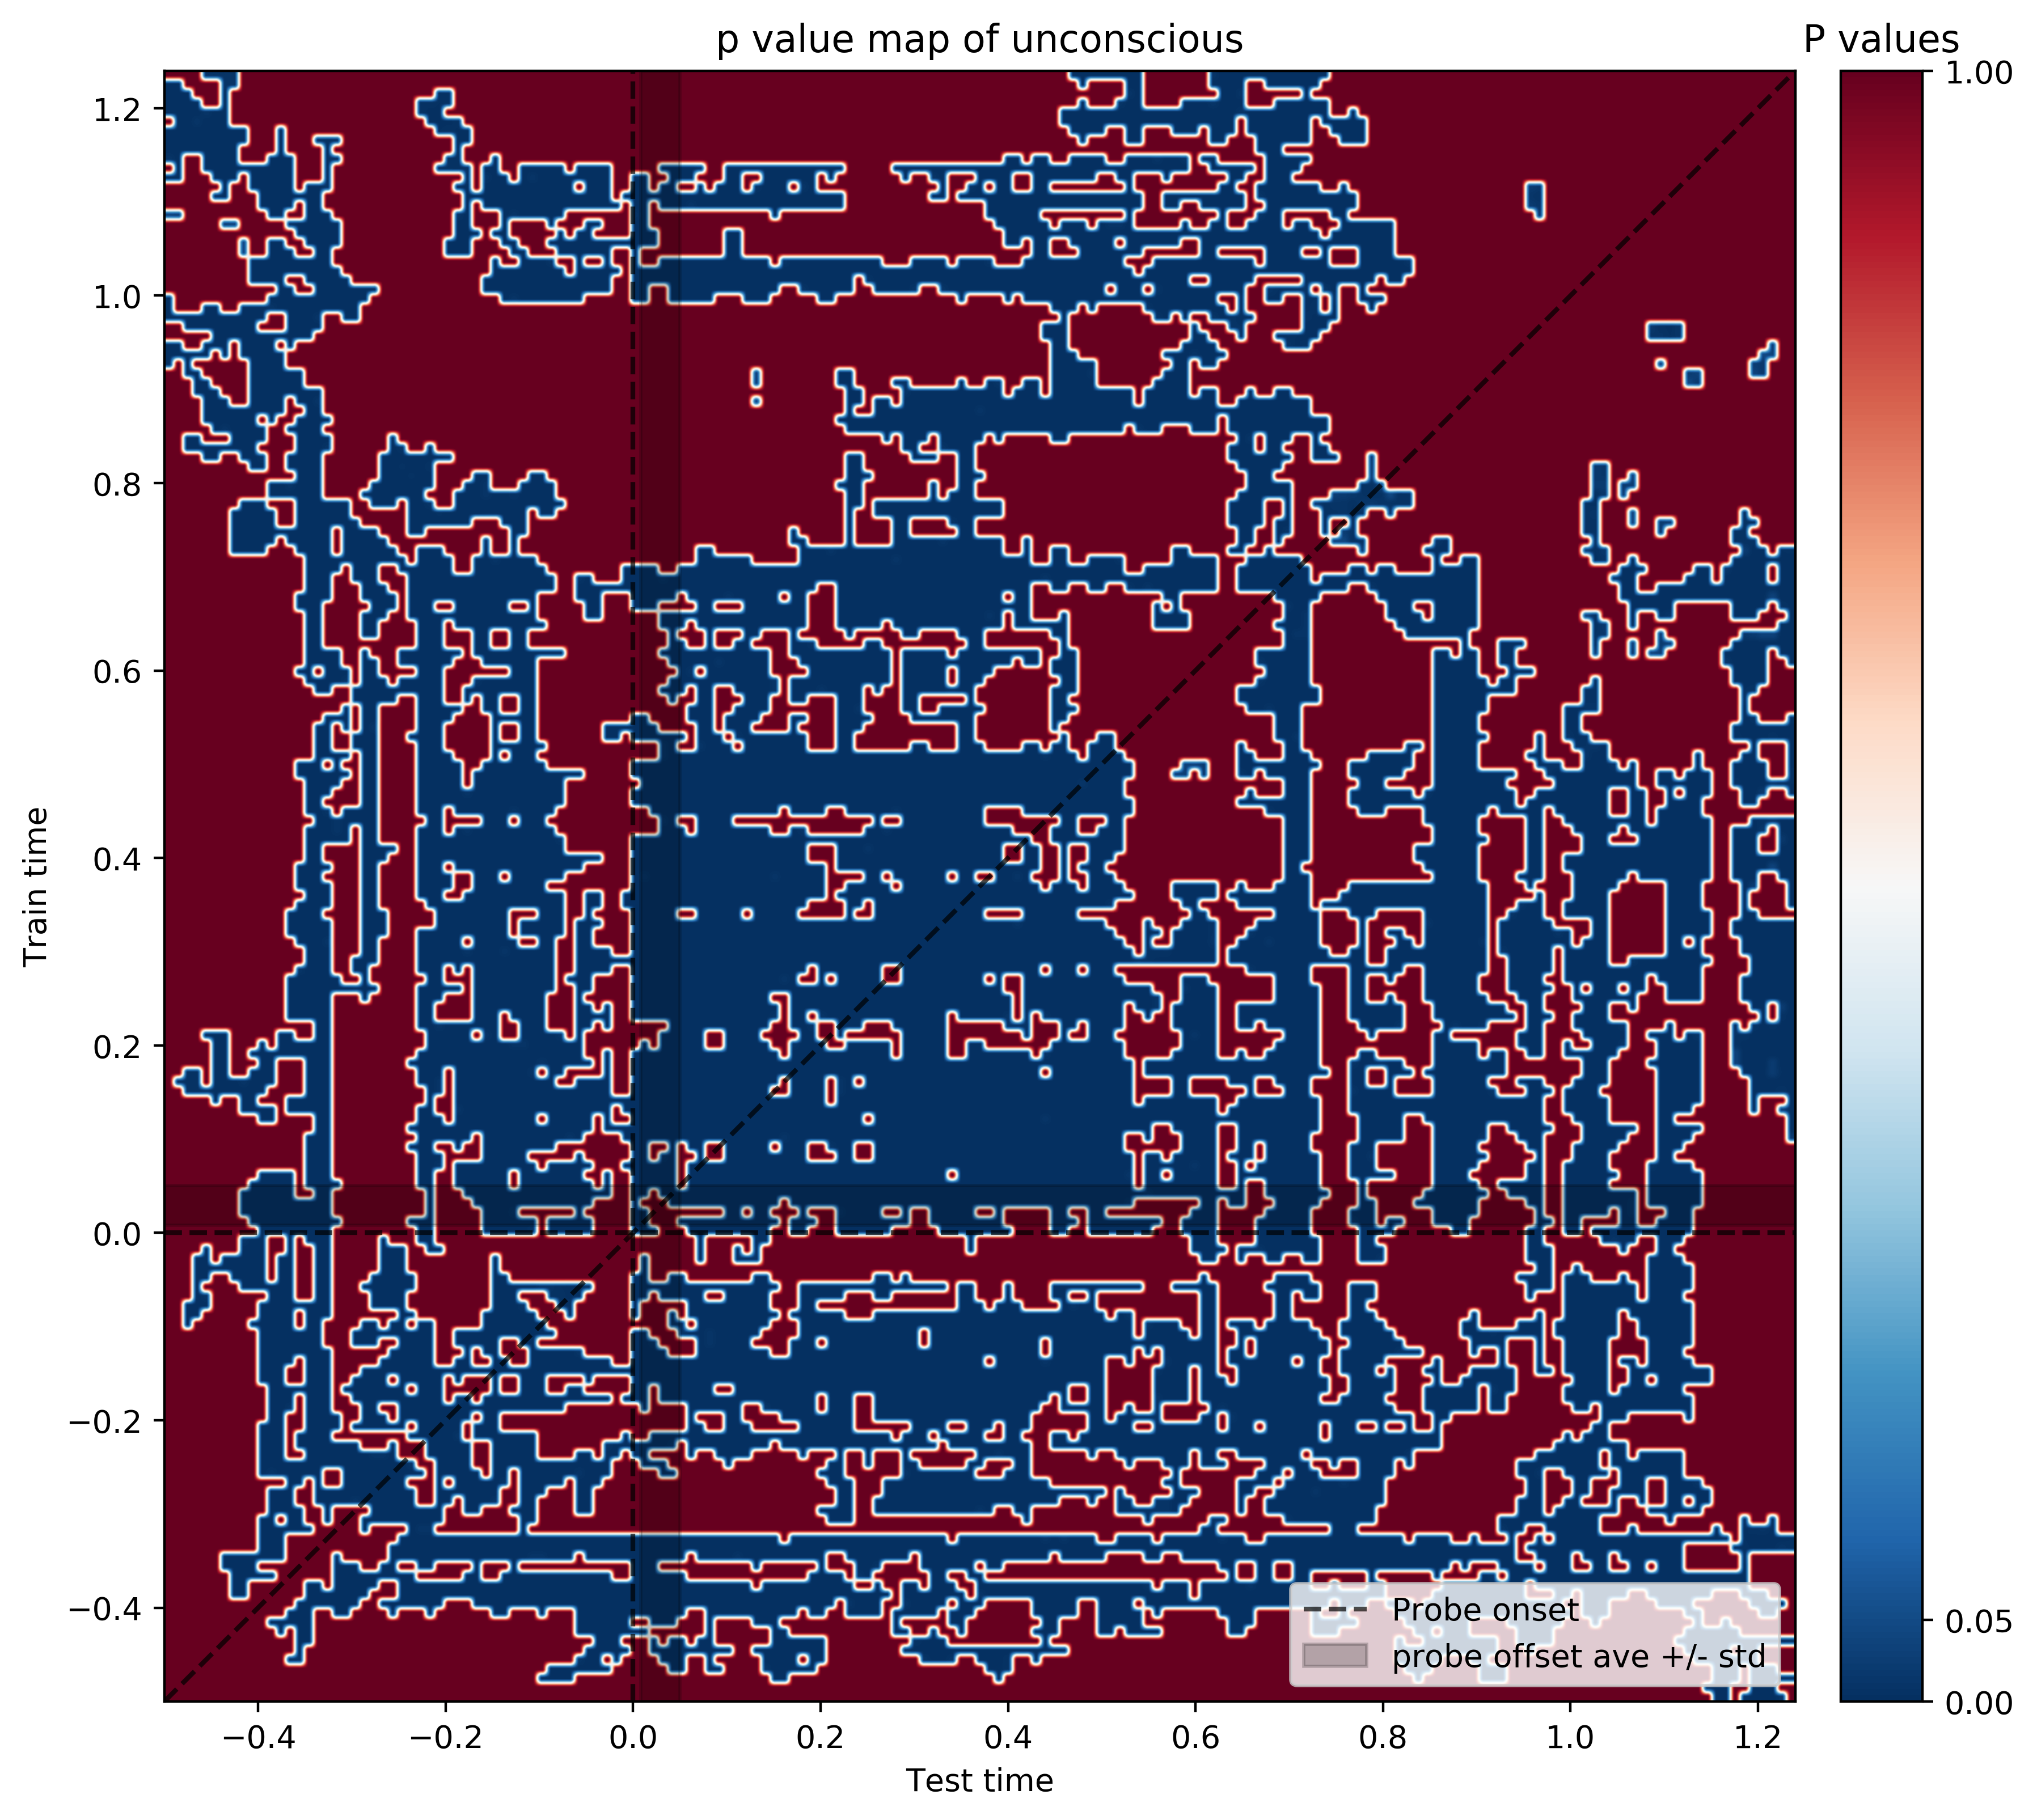 p value map of unconscious
P values
1.00
0.05
0.00
1.2
1.0
0.8
0.6
0.4
0.2
0.0
−0.2
−0.4
Train time
Probe onset
probe offset ave +/- std
−0.4 −0.2 0.0 0.2 0.4 0.6 0.8 1.0 1.2
Test time